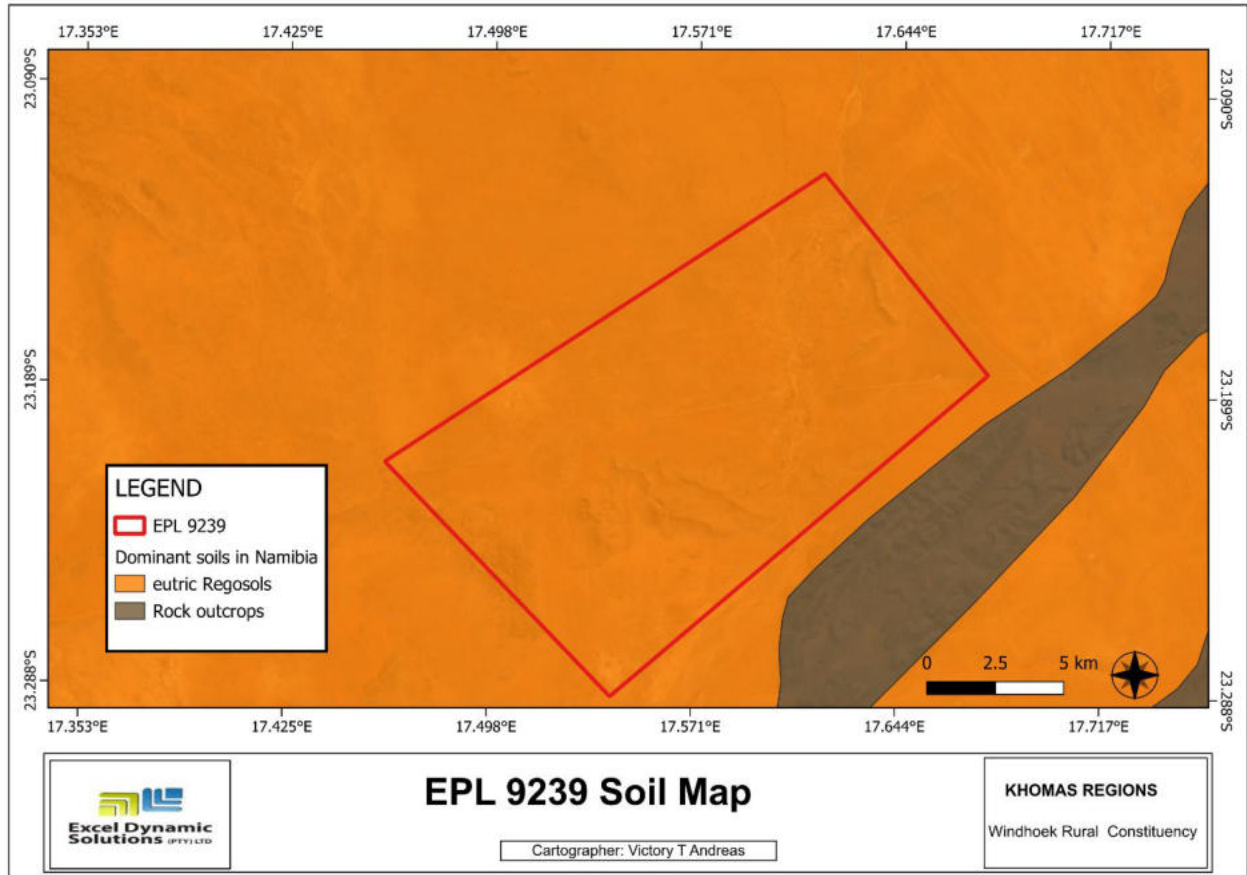 17.353°E 17.425°E 17.498°E 17.571°E 17.644°E 17.717°E
23.090°S
23.090°S
23.189°S
23.189°S
LEGEND
EPL 9239
Dominant soils in Namibia
eutric Regosols
Rock outcrops
0 2.5 5 km
23.288°S
23.288°S
17.353°E 17.425°E 17.498°E 17.571°E 17.644°E 17.717°E
Excel Dynamic
Solutions (PTY) LTD
EPL 9239 Soil Map
Cartographer: Victory T Andreas
KHOMAS REGIONS
Windhoek Rural Constituency